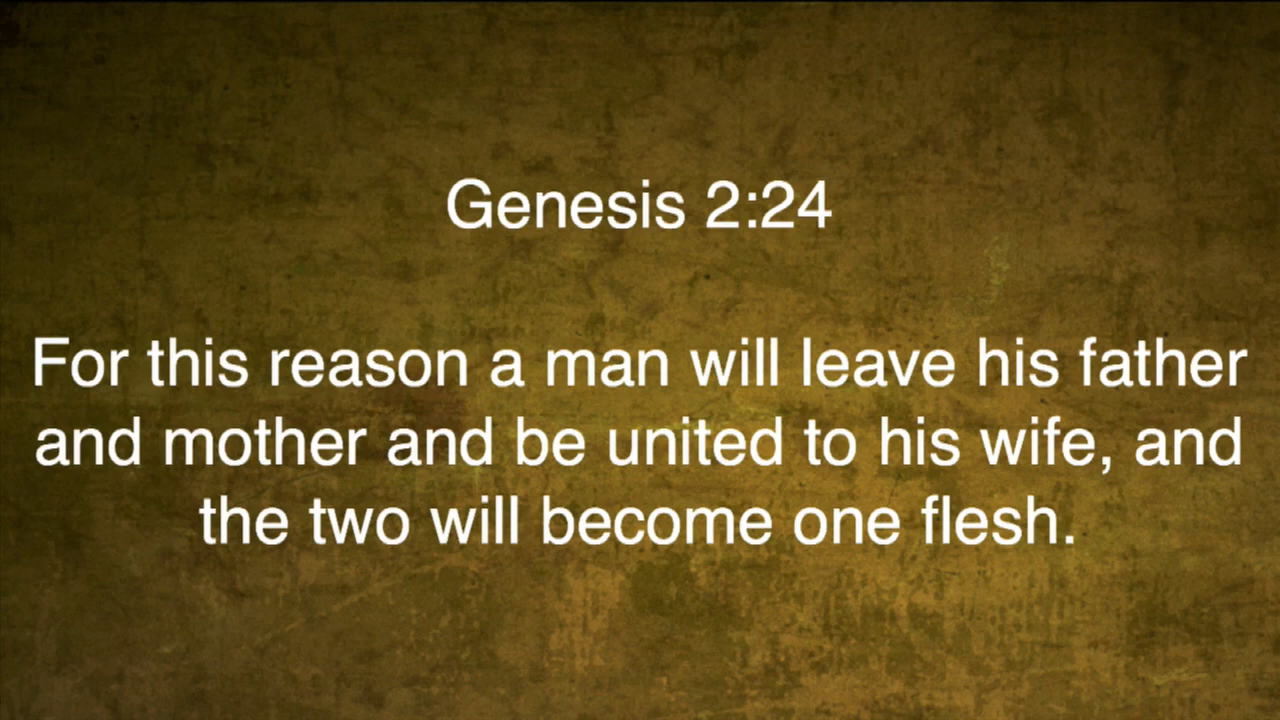 Genesis 2:24
For this reason a man will leave his father
and mother and be united to his wife, and
the two will become one flesh.